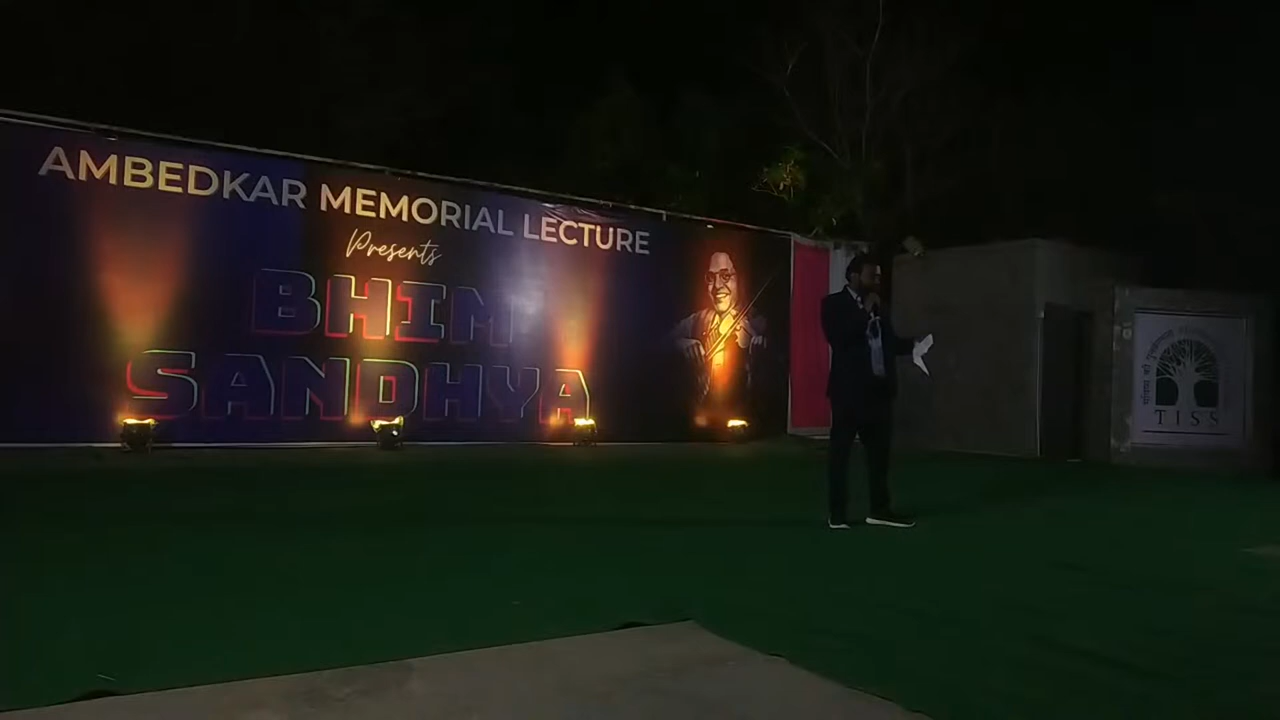 AMBEDKAR MEMORIAL LECTURE
Presents
BHIM
SANDHYA
TISS